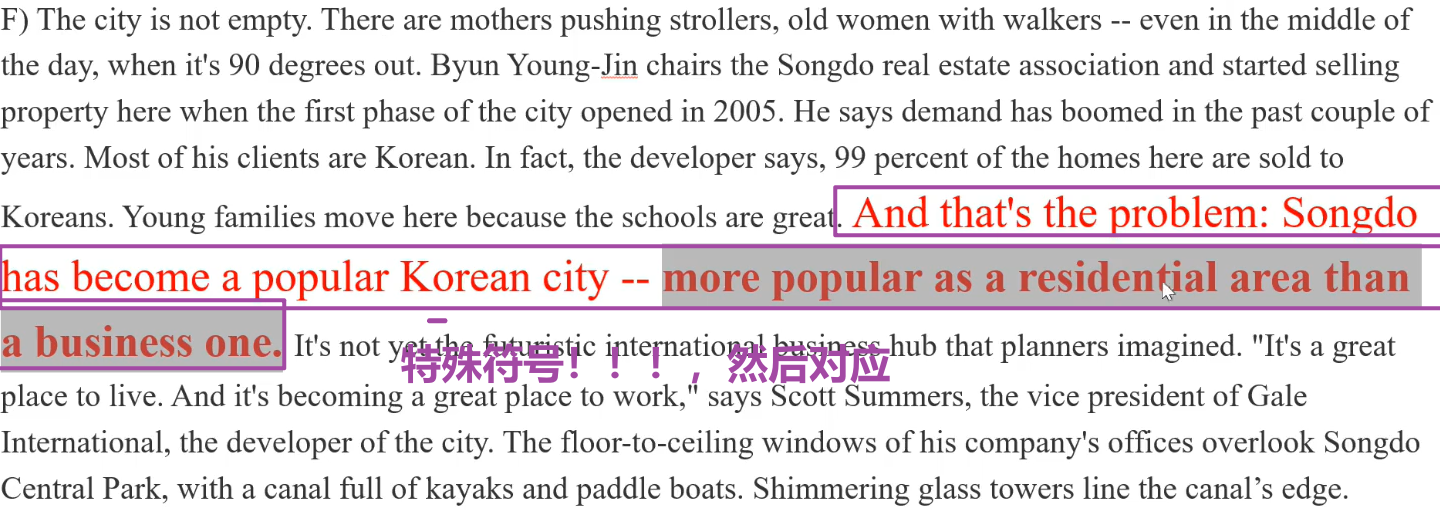 F) The city is not empty. There are mothers pushing strollers, old women with walkers -- even in the middle of
the day, when it's 90 degrees out. Byun Young-Jin chairs the Songdo real estate association and started selling
property here when the first phase of the city opened in 2005. He says demand has boomed in the past couple of
years. Most of his clients are Korean. In fact, the developer says, 99 percent of the homes here are sold to
Koreans. Young families move here because the schools are great. And that's the problem: Songdo
has become a popular Korean city -- more popular as a residential area than
a business one. It's not yet the futuristic international business hub that planners imagined. "It's a great
特殊符号！！！，然后对应
place to live. And it's becoming a great place to work," says Scott Summers, the vice president of Gale
International, the developer of the city. The floor-to-ceiling windows of his company's offices overlook Songdo
Central Park, with a canal full of kayaks and paddle boats. Shimmering glass towers line the canal’s edge.